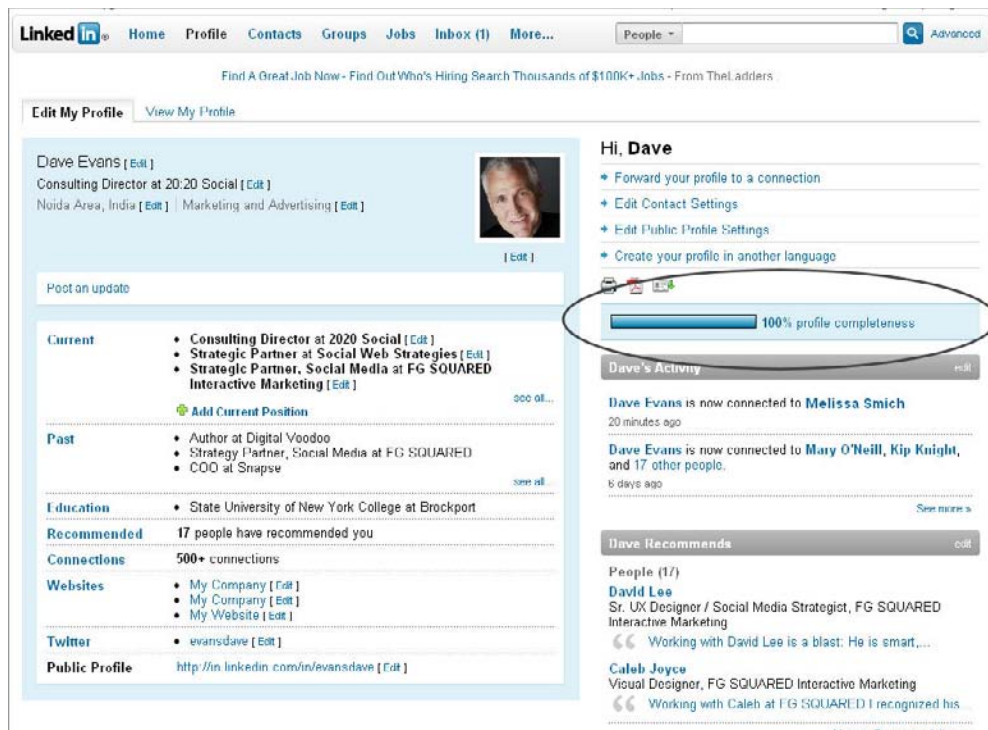 Linked in ® Home Profile Contacts Groups Jobs Inbox (1) More... People Advanced
Find A Great Job Now - Find Out Who's Hiring Search Thousands of $100K+ Jobs - From TheLadders
Edit My Profile View My Profile
Dave Evans [ Edit ]
Consulting Director at 20:20 Social [ Edit ]
Noida Area, India [ Edit ] | Marketing and Advertising [ Edit ]
[ Edit ]
Post an update
Current
• Consulting Director at 2020 Social [ Edit ]
• Strategic Partner at Social Web Strategies [ Edit ]
• Strategic Partner, Social Media at FG SQUARED
Interactive Marketing [ Edit ]
see all...
Add Current Position
Past
• Author at Digital Voodoo
• Strategy Partner, Social Media at FG SQUARED
• COO at Snapse
see all...
Education • State University of New York College at Brockport
Recommended 17 people have recommended you
Connections 500+ connections
Websites
• My Company [ Edit ]
• My Company [ Edit ]
• My Website [ Edit ]
Twitter • evansdave [ Edit ]
Public Profile http://in.linkedin.com/in/evansdave [ Edit ]
Hi, Dave
Forward your profile to a connection
Edit Contact Settings
Edit Public Profile Settings
Create your profile in another language
100% profile completeness
Dave's Activity edit
Dave Evans is now connected to Melissa Smich
20 minutes ago
Dave Evans is now connected to Mary O'Neill, Kip Knight,
and 17 other people.
6 days ago
See more »
Dave Recommends edit
People (17)
David Lee
Sr. UX Designer / Social Media Strategist, FG SQUARED
Interactive Marketing
Working with David Lee is a blast: He is smart,...
Caleb Joyce
Visual Designer, FG SQUARED Interactive Marketing
Working with Caleb at FG SQUARED I recognized his...